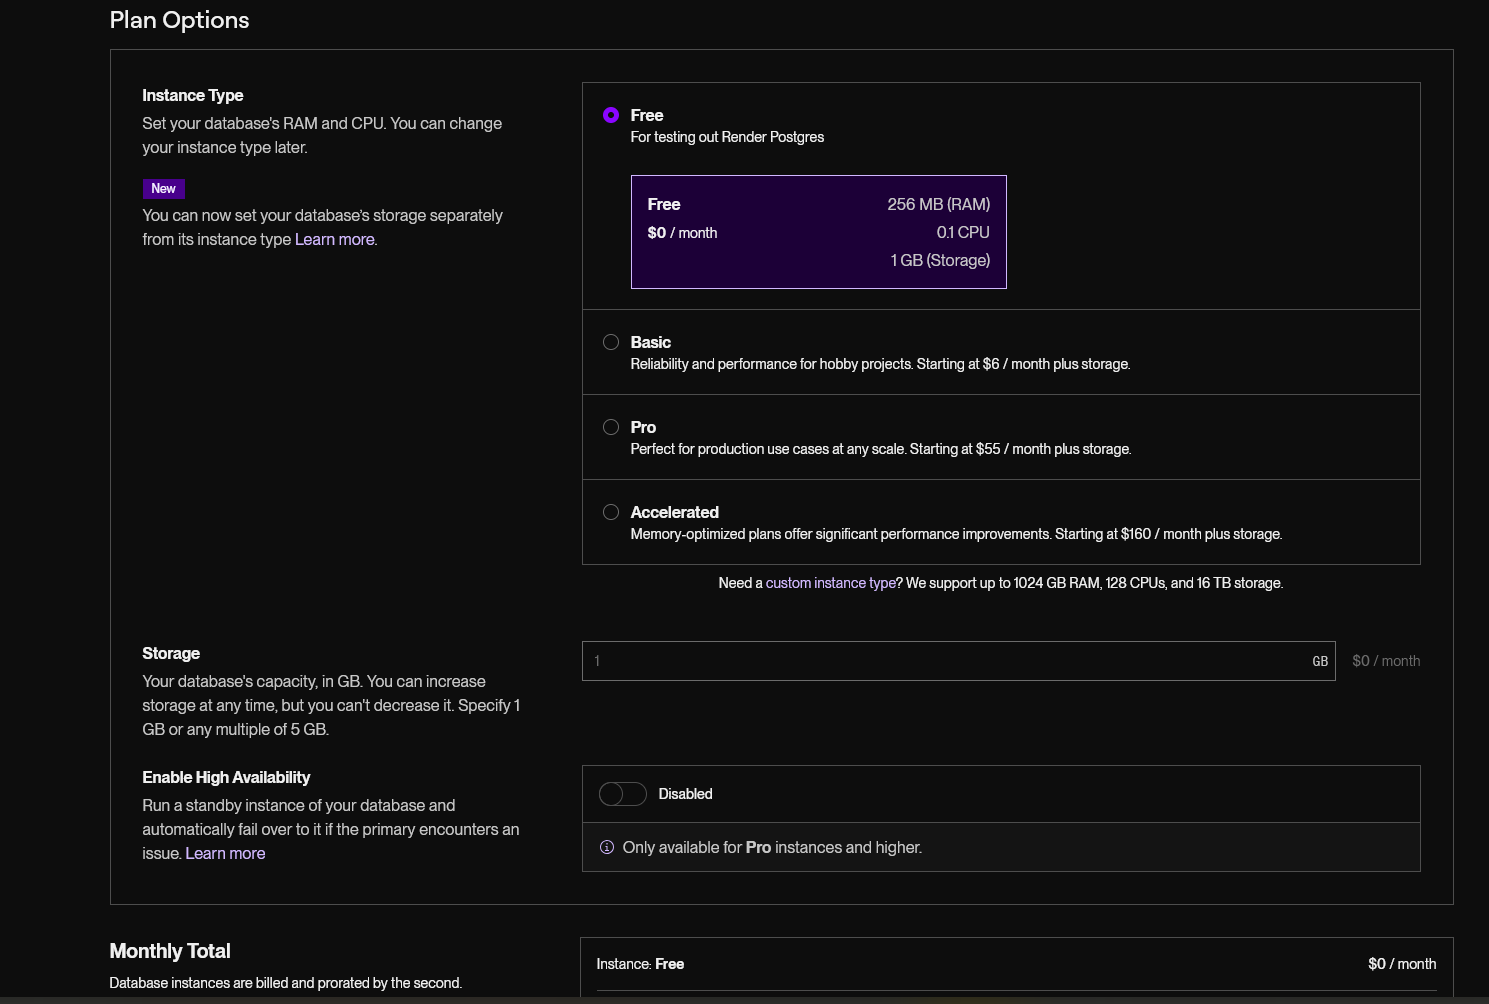 Plan Options
Instance Type
Set your database's RAM and CPU. You can change
your instance type later.
New
You can now set your database's storage separately
from its instance type Learn more.
Free
For testing out Render Postgres
Free
256 MB (RAM)
$0 / month
0.1 CPU
1 GB (Storage)
Basic
Reliability and performance for hobby projects. Starting at $6 / month plus storage.
Pro
Perfect for production use cases at any scale. Starting at $55 / month plus storage.
Accelerated
Memory-optimized plans offer significant performance improvements. Starting at $160 / month plus storage.
Need a custom instance type? We support up to 1024 GB RAM, 128 CPUs, and 16 TB storage.
Storage
Your database's capacity, in GB. You can increase
storage at any time, but you can't decrease it. Specify 1
GB or any multiple of 5 GB.
1
GB
$0 / month
Enable High Availability
Run a standby instance of your database and
automatically fail over to it if the primary encounters an
issue. Learn more
Disabled
Only available for Pro instances and higher.
Monthly Total
Database instances are billed and prorated by the second.
Instance: Free
$0 / month